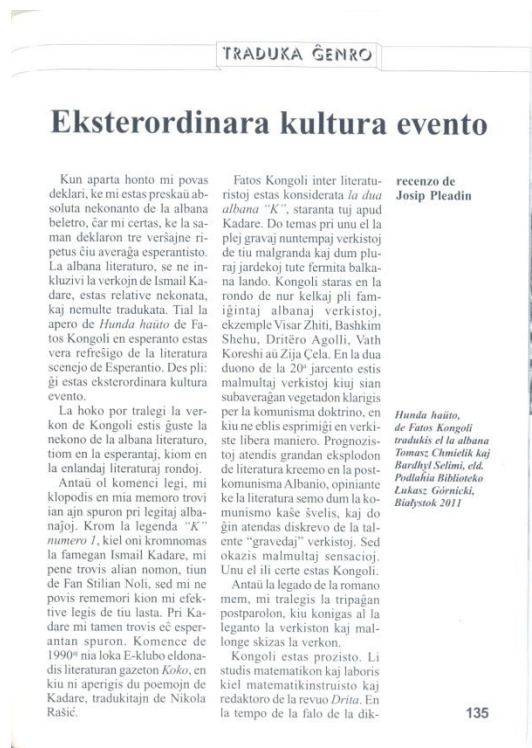 TRADUKA ĜENRO
Eksterordinara kultura evento
Kun aparta honto mi povas
deklari, ke mi estas preskaŭ ab-
soluta nekonanto de la albana
beletro, ĉar mi certas, ke la sa-
man deklaron tre verŝajne ri-
petus ĉiu averaĝa esperantisto.
La albana literaturo, se ne in-
kluzivi la verkojn de Ismail Ka-
dare, estas relative nekonata,
kaj nemulte tradukata. Tial la
apero de Hunda haŭto de Fa-
tos Kongoli en esperanto estas
vera refreŝigo de la literatura
scenejo de Esperantio. Des pli:
ĝi estas eksterordinara kultura
evento.
La hoko por tralegi la ver-
kon de Kongoli estis ĝuste la
nekono de la albana literaturo,
tiom en la esperantaj, kiom en
la enlandaj literaturaj rondoj.
Antaŭ ol komenci legi, mi
klopodis en mia memoro trovi
ian ajn spuron pri legitaj alba-
naĵoj. Krom la legenda "K"
numero 1, kiel oni kromnomas
la famegan Ismail Kadare, mi
pene trovis alian nomon, tiun
de Fan Stilian Noli, sed mi ne
povis rememori kion mi efek-
tive legis de tiu lasta. Pri Ka-
dare mi tamen trovis eĉ esper-
antan spuron. Komence de
1990ᵃʲ nia loka E-klubo eldona-
dis literaturan gazeton Koko, en
kiu ni aperigis du poemojn de
Kadare, tradukitajn de Nikola
Rašić.
Fatos Kongoli inter literatu-
ristoj estas konsiderata la dua
albana "K", staranta tuj apud
Kadare. Do temas pri unu el la
plej gravaj nuntempaj verkistoj
de tiu malgranda kaj dum plu-
raj jardekoj tute fermita balka-
na lando. Kongoli staras en la
rondo de nur kelkaj pli fam-
iĝintaj albanaj verkistoj,
ekzemple Visar Zhiti, Bashkim
Shehu, Dritëro Agolli, Vath
Koreshi aŭ Zija Çela. En la dua
duono de la 20ᵃ jarcento estis
malmultaj verkistoj kiuj sian
subaveraĝan vegetadon klarigis
per la komunisma doktrino, en
kiu ne eblis esprimiĝi en verki-
ste libera maniero. Prognozis-
toj atendis grandan eksplodon
de literatura kreemo en la post-
komunisma Albanio, opiniante
ke la literatura semo dum la ko-
munismo kaŝe ŝvelis, kaj do
ĝin atendas diskrevo de la tal-
ente "gravedaj" verkistoj. Sed
okazis malmultaj sensacioj.
Unu el ili certe estas Kongoli.
Antaŭ la legado de la romano
mem, mi tralegis la tripaĝan
postparolon, kiu konigas al la
leganto la verkiston kaj mal-
longe skizas la verkon.
Kongoli estas prozisto. Li
studis matematikon kaj laboris
kiel matematikinstruisto kaj
redaktoro de la revuo Drita. En
la tempo de la falo de la dik-
recenzo de
Josip Pleadin
Hunda haŭto,
de Fatos Kongoli
tradukis el la albana
Tomasz Chmielik kaj
Bardhyl Selimi, eld.
Podlahia Biblioteko
Łukasz Górnicki,
Białystok 2011
135